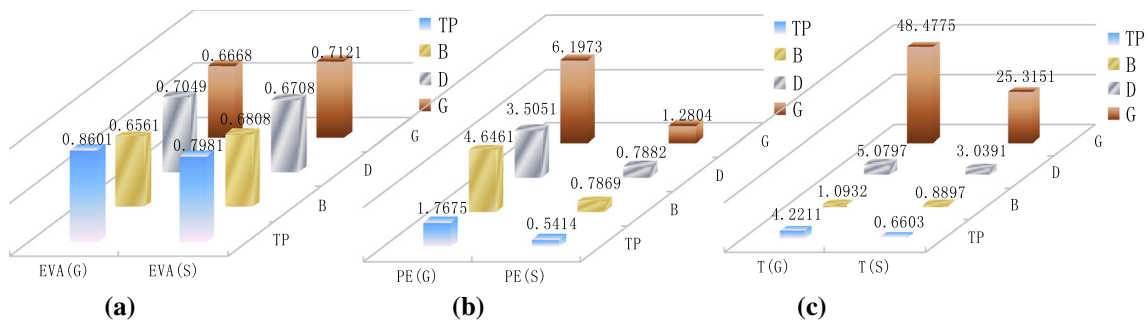 0.6668
0.7121
0.7049
0.6708
0.8601
0.6561
0.7981
0.6808
EVA(G)
EVA(S)
TP
B
D
G
TP
B
D
G
(a)
6.1973
3.5051
1.2804
4.6461
0.7882
1.7675
0.7869
0.5414
PE(G)
PE(S)
TP
B
D
G
TP
B
D
G
(b)
48.4775
25.3151
5.0797
3.0391
1.0932
0.8897
4.2211
0.6603
T(G)
T(S)
TP
B
D
G
TP
B
D
G
(c)